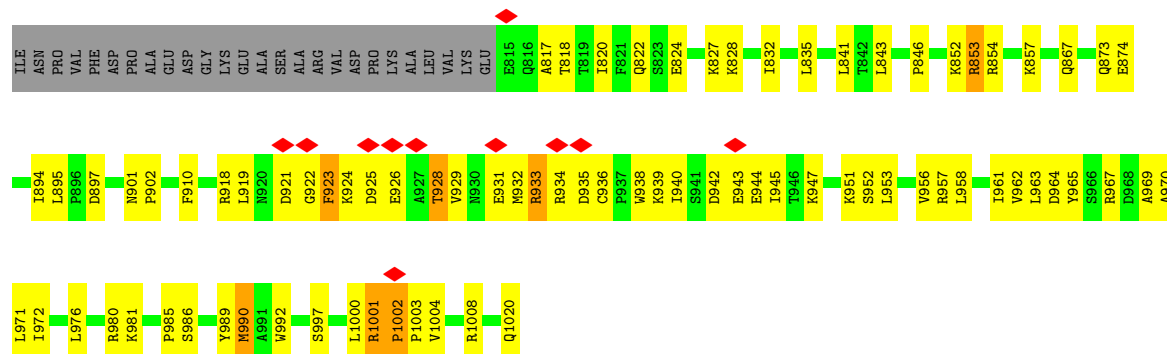 ILE ASN PRO VAL PHE ASP PRO ALA GLU ASP GLY LYS GLU ALA SER ALA ARG VAL ASP PRO LYS ALA LEU VAL LYS GLU E815 Q816 A817 T818 T819 I820 F821 Q822 S823 E824 K827 K828 I832 L835 L841 T842 L843 P846 K852 R853 R854 K857 Q867 Q873 E874
I894 L895 P896 D897 N901 P902 F910 R918 L919 N920 D921 G922 F923 K924 D925 E926 A927 T928 V929 N930 E931 M932 R933 R934 D935 C936 P937 W938 K939 I940 S941 D942 E943 E944 I945 T946 K947 K951 S952 L953 V956 R957 L958 I961 V962 L963 D964 Y965 S966 R967 D968 A969 A970
L971 I972 L976 R980 K981 P985 S986 Y989 M990 A991 W992 S997 L1000 R1001 P1002 P1003 V1004 R1008 Q1020